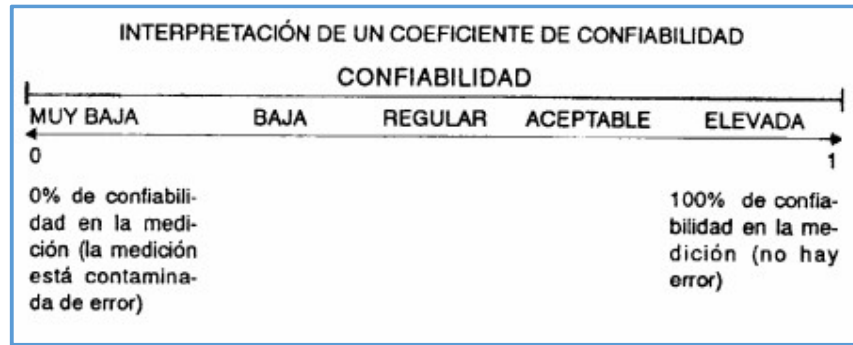 INTERPRETACIÓN DE UN COEFICIENTE DE CONFIABILIDAD
CONFIABILIDAD
MUY BAJA BAJA REGULAR ACEPTABLE ELEVADA
0 1
0% de confiabili-
dad en la medi-
ción (la medición
está contamina-
da de error)
100% de confia-
bilidad en la me-
dición (no hay
error)